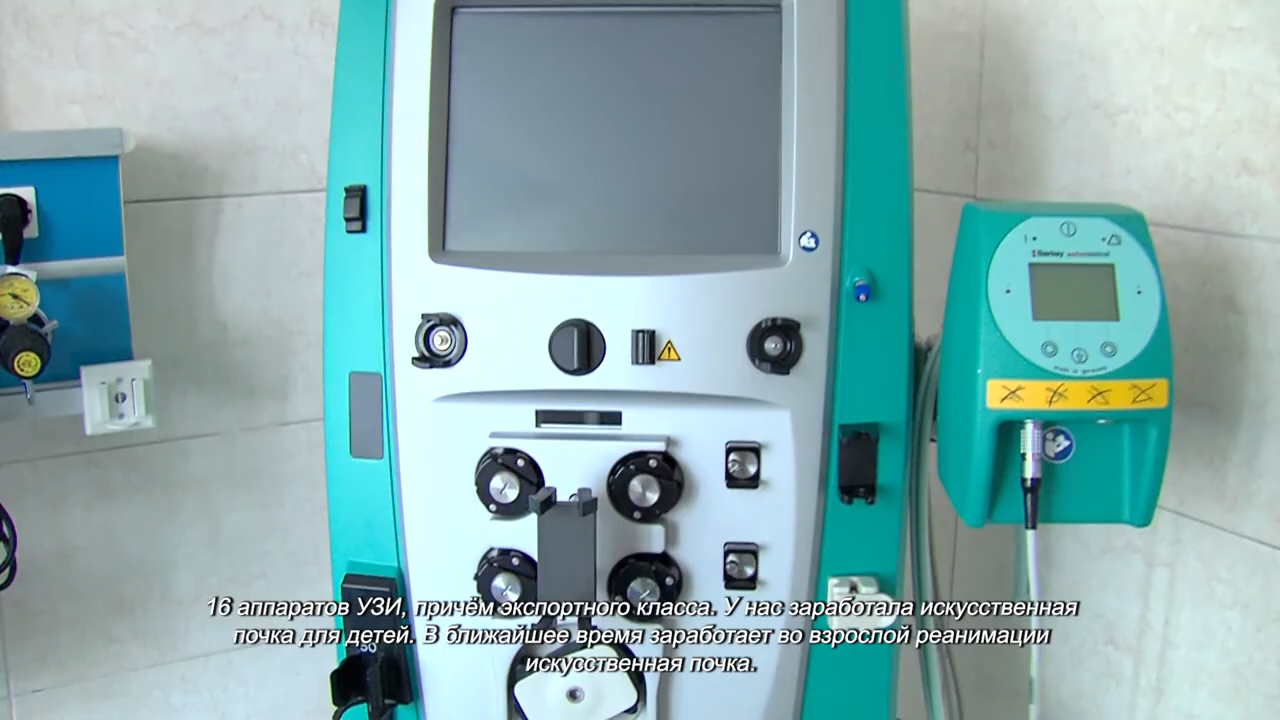 16 аппаратов УЗИ, причём экспортного класса. У нас заработала искусственная
почка для детей. В ближайшее время заработает во взрослой реанимации
искусственная почка.